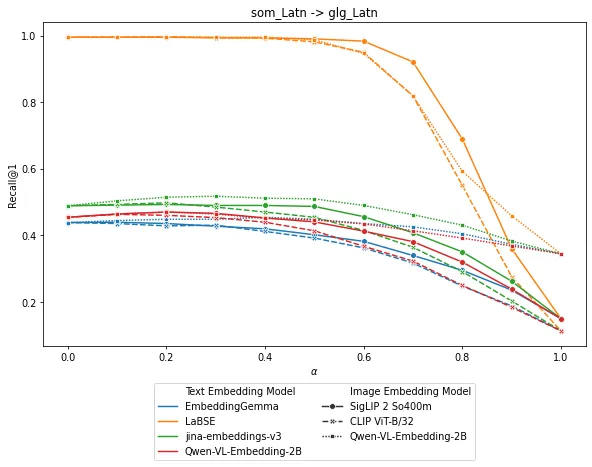 som_Latn -> glg_Latn
1.0
0.8
0.6
0.4
0.2
Recall@1
0.0 0.2 0.4 0.6 0.8 1.0
α
Text Embedding Model Image Embedding Model
EmbeddingGemma SigLIP 2 So400m
LaBSE CLIP ViT-B/32
jina-embeddings-v3 Qwen-VL-Embedding-2B
Qwen-VL-Embedding-2B